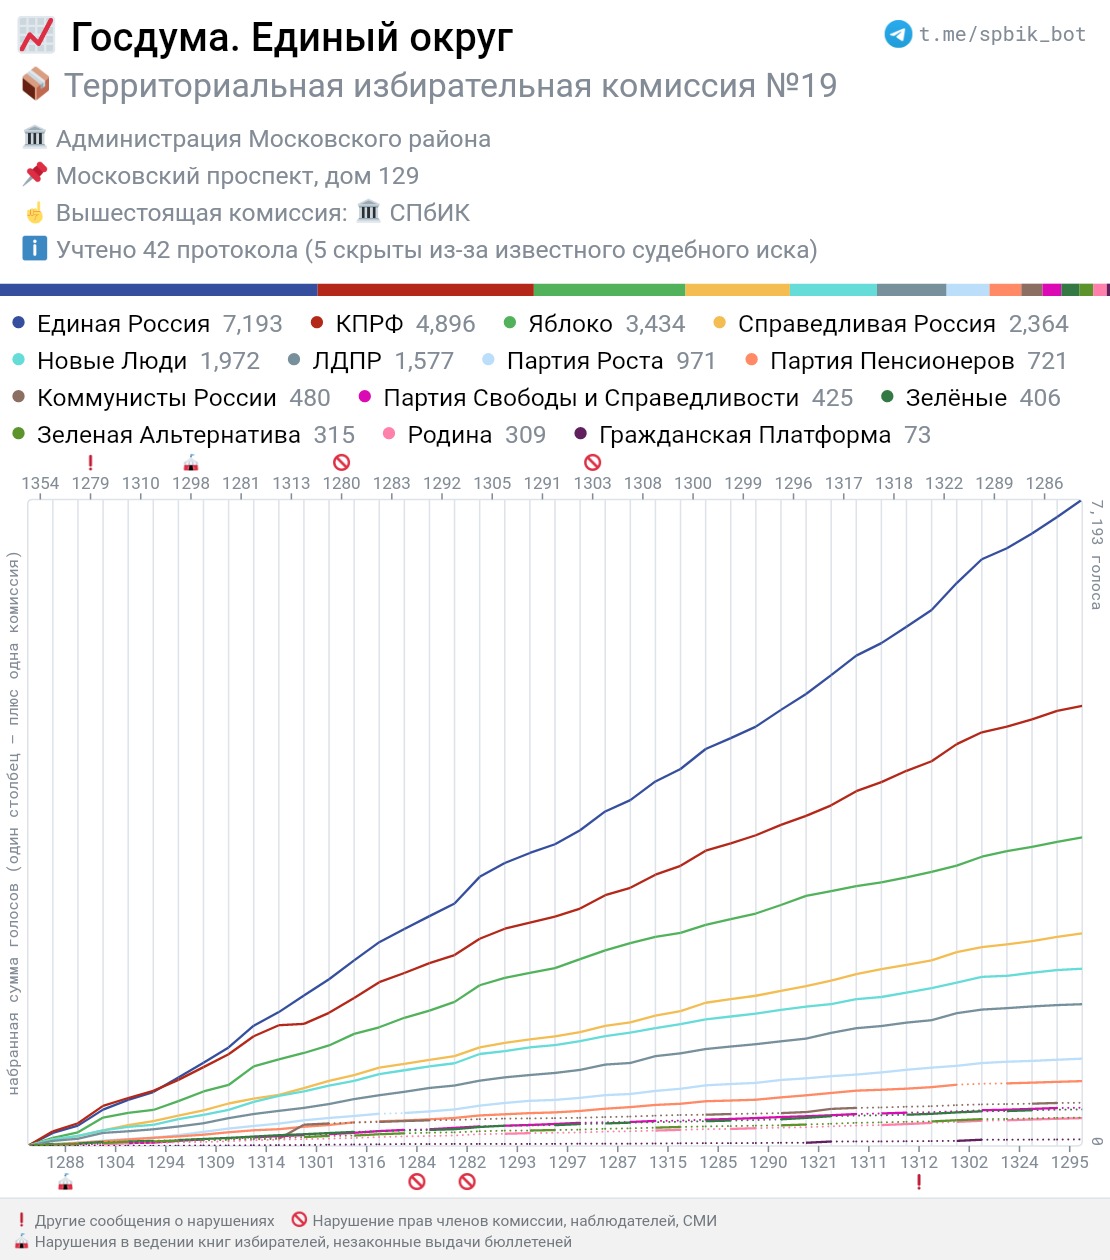 Госдума. Единый округ
t.me/spbik_bot
Территориальная избирательная комиссия №19
Администрация Московского района
Московский проспект, дом 129
Вышестоящая комиссия: СПбИК
Учтено 42 протокола (5 скрыты из-за известного судебного иска)
Единая Россия 7,193 КПРФ 4,896 Яблоко 3,434 Справедливая Россия 2,364
Новые Люди 1,972 ЛДПР 1,577 Партия Роста 971 Партия Пенсионеров 721
Коммунисты России 480 Партия Свободы и Справедливости 425 Зелёные 406
Зеленая Альтернатива 315 Родина 309 Гражданская Платформа 73
1354 1279 1310 1298 1281 1313 1280 1283 1292 1305 1291 1303 1308 1300 1299 1296 1317 1318 1322 1289 1286
набранная сумма голосов (один столбец – плюс одна комиссия)
7,193 голоса
0
1288 1304 1294 1309 1314 1301 1316 1284 1282 1293 1297 1287 1315 1285 1290 1321 1311 1312 1302 1324 1295
Другие сообщения о нарушениях Нарушение прав членов комиссии, наблюдателей, СМИ
Нарушения в ведении книг избирателей, незаконные выдачи бюллетеней